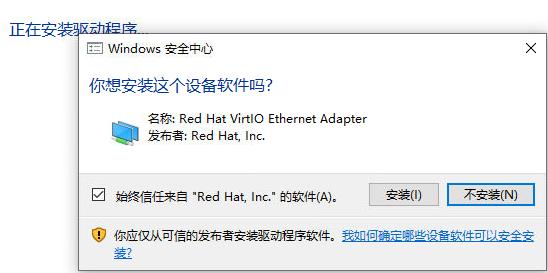 正在安装驱动程序...
Windows 安全中心
你想安装这个设备软件吗?
名称: Red Hat VirtIO Ethernet Adapter
发布者: Red Hat, Inc.
始终信任来自 "Red Hat, Inc." 的软件(A)。
安装(I)
不安装(N)
你应仅从可信的发布者安装驱动程序软件。我如何确定哪些设备软件可以安全安
装?